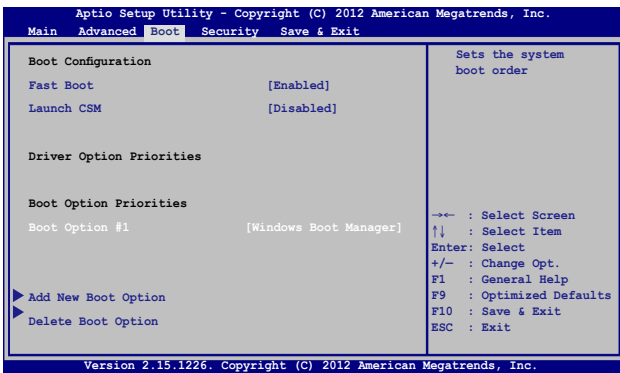 Aptio Setup Utility - Copyright (C) 2012 American Megatrends, Inc.
Main Advanced Boot Security Save & Exit
Boot Configuration
Fast Boot [Enabled]
Launch CSM [Disabled]
Driver Option Priorities
Boot Option Priorities
Boot Option #1 [Windows Boot Manager]
Add New Boot Option
Delete Boot Option
Sets the system
boot order
→← : Select Screen
↑↓ : Select Item
Enter: Select
+/— : Change Opt.
F1 : General Help
F9 : Optimized Defaults
F10 : Save & Exit
ESC : Exit
Version 2.15.1226. Copyright (C) 2012 American Megatrends, Inc.